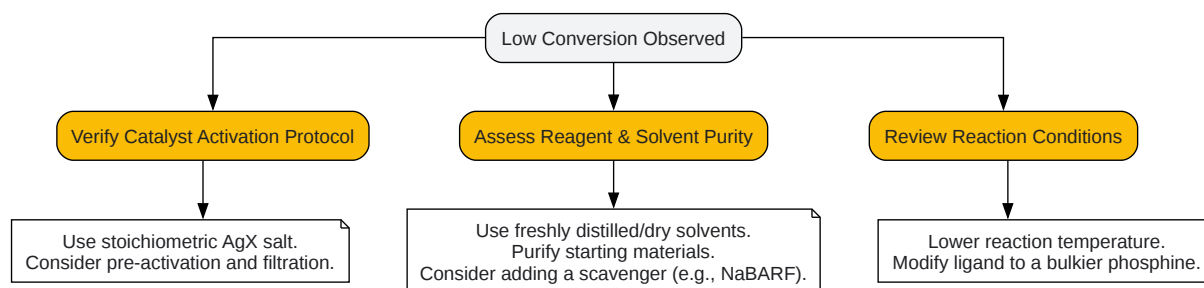 Low Conversion Observed
Verify Catalyst Activation Protocol
Assess Reagent & Solvent Purity
Review Reaction Conditions
Use stoichiometric AgX salt.
Consider pre-activation and filtration.
Use freshly distilled/dry solvents.
Purify starting materials.
Consider adding a scavenger (e.g., NaBARF).
Lower reaction temperature.
Modify ligand to a bulkier phosphine.